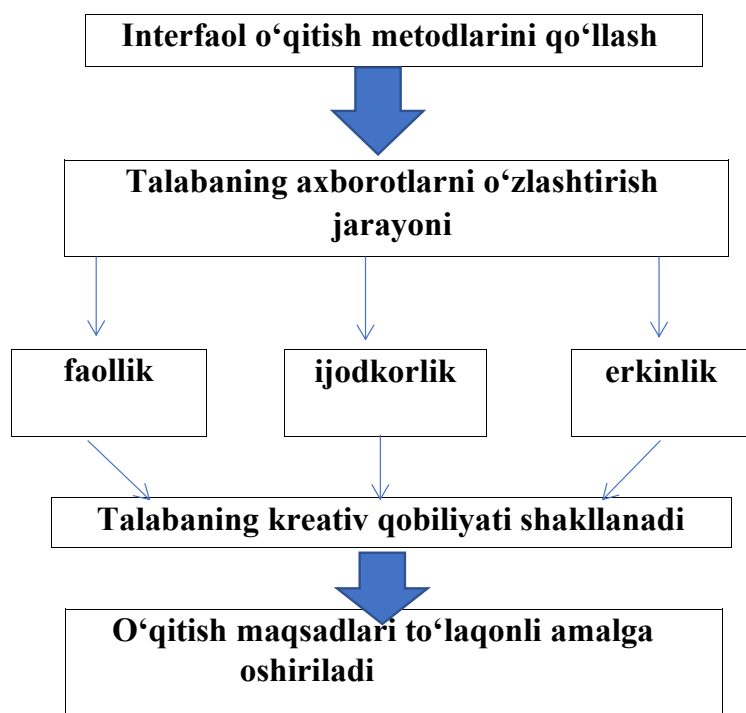 Interfaol o‘qitish metodlarini qo‘llash
Talabaning axborotlarni o‘zlashtirish
jarayoni
faollik
ijodkorlik
erkinlik
Talabaning kreativ qobiliyati shakllanadi
O‘qitish maqsadlari to‘laqonli amalga
oshiriladi